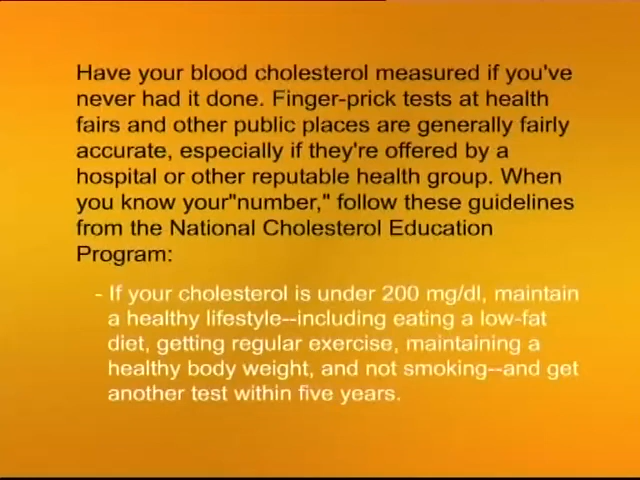 Have your blood cholesterol measured if you've
never had it done. Finger-prick tests at health
fairs and other public places are generally fairly
accurate, especially if they're offered by a
hospital or other reputable health group. When
you know your"number," follow these guidelines
from the National Cholesterol Education
Program:
- If your cholesterol is under 200 mg/dl, maintain
a healthy lifestyle--including eating a low-fat
diet, getting regular exercise, maintaining a
healthy body weight, and not smoking--and get
another test within five years.